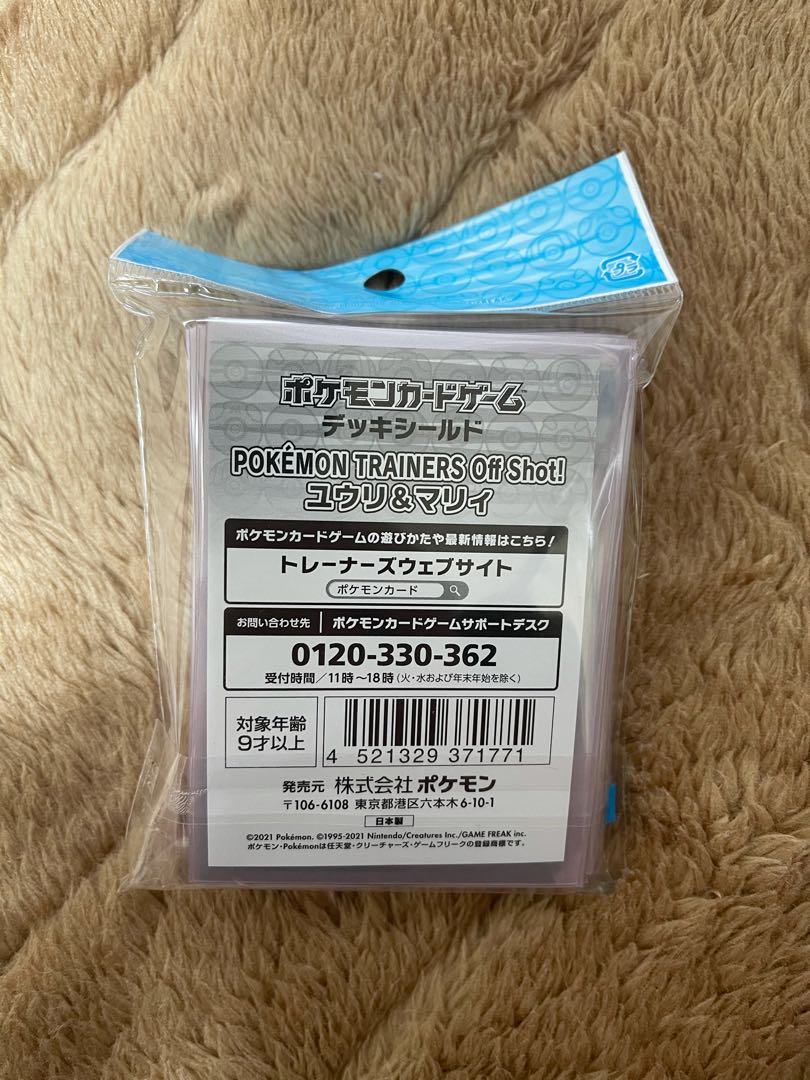 プラ
ポケモンカードゲーム
デッキシールド
POKÉMON TRAINERS Off Shot!
ユウリ&マリィ
ポケモンカードゲームの遊びかたや最新情報はこちら!
トレーナーズウェブサイト
ポケモンカード
お問い合わせ先 ポケモンカードゲームサポートデスク
0120-330-362
受付時間/11時~18時(火・水および年末年始を除く)
対象年齢
9才以上
4 521329 371771
発売元 株式会社ポケモン
〒106-6108 東京都港区六本木6-10-1
日本製
©2021 Pokémon. ©1995-2021 Nintendo/Creatures Inc./GAME FREAK inc.
ポケモン・Pokémonは任天堂・クリーチャーズ・ゲームフリークの登録商標です。